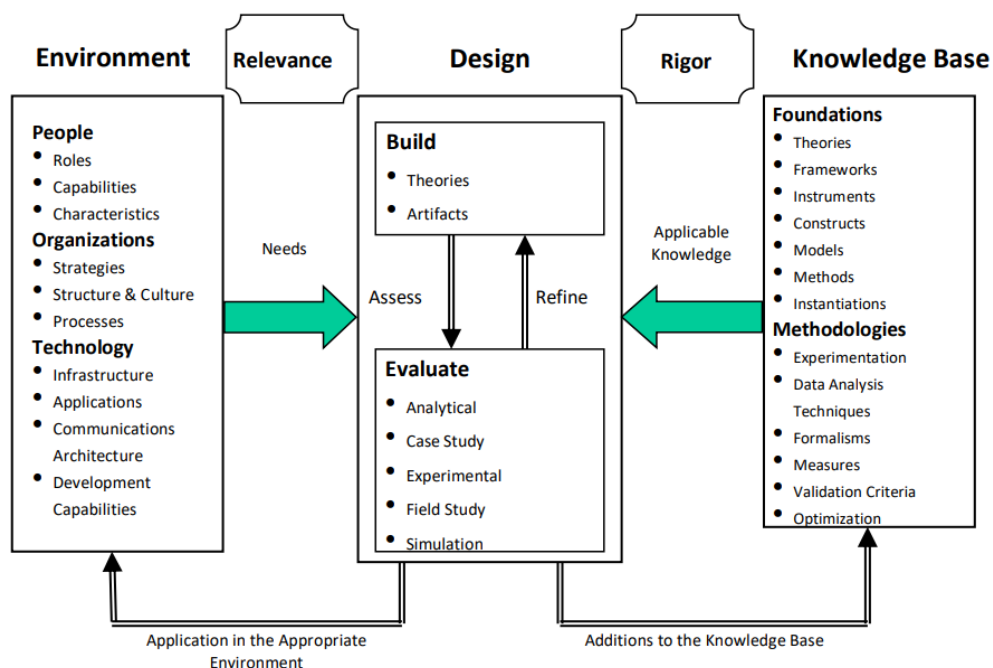 Environment
Relevance
Design
Rigor
Knowledge Base
People
Roles
Capabilities
Characteristics
Organizations
Strategies
Structure & Culture
Processes
Technology
Infrastructure
Applications
Communications
Architecture
Development
Capabilities
Needs
Build
Theories
Artifacts
Assess
Refine
Evaluate
Analytical
Case Study
Experimental
Field Study
Simulation
Applicable
Knowledge
Foundations
Theories
Frameworks
Instruments
Constructs
Models
Methods
Instantiations
Methodologies
Experimentation
Data Analysis
Techniques
Formalisms
Measures
Validation Criteria
Optimization
Application in the Appropriate
Environment
Additions to the Knowledge Base